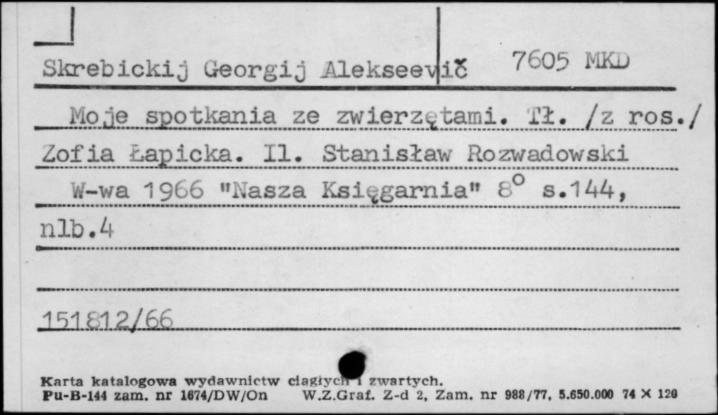 Skrebickij Georgij Alekseevič 7605 MKD
Moje spotkania ze zwierzętami. Tł. /z ros./
Zofia Łapicka. Il. Stanisław Rozwadowski
W-wa 1966 "Nasza Księgarnia" 8° s.144,
nlb.4
151812/66
Karta katalogowa wydawnictw ciągłych i zwartych.
Pu-B-144 zam. nr 1674/DW/On W.Z.Graf. Z-d 2, Zam. nr 988/77, 5.650.000 74 × 120